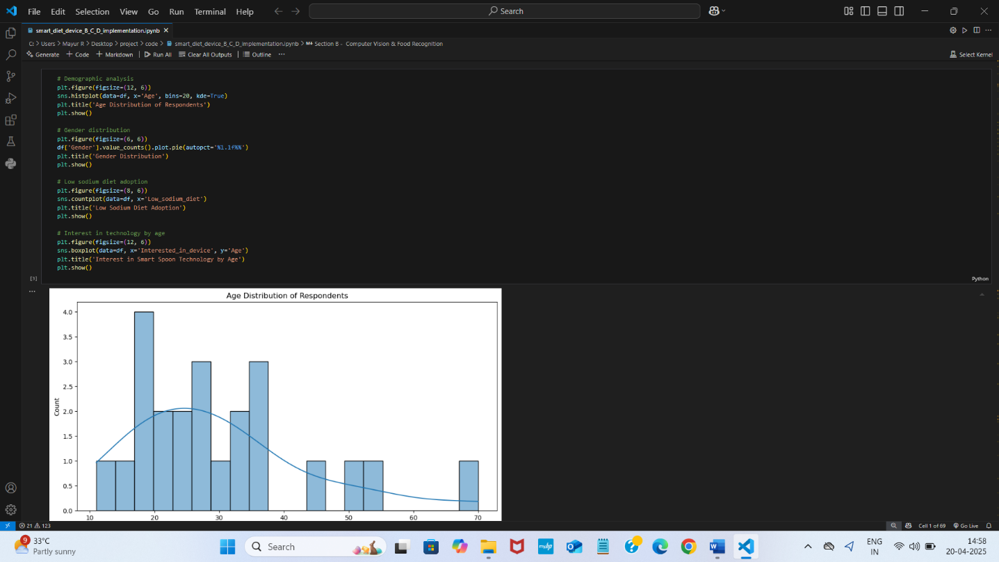 File Edit Selection View Go Run Terminal Help
Search
smart_diet_device_B_C_D_implementation.ipynb
C: > Users > Mayur R > Desktop > project > code > smart_diet_device_B_C_D_implementation.ipynb > Section B - Computer Vision & Food Recognition
Generate + Code + Markdown Run All Clear All Outputs Outline ...
Select Kernel
# Demographic analysis
plt.figure(figsize=(12, 6))
sns.histplot(data=df, x='Age', bins=20, kde=True)
plt.title('Age Distribution of Respondents')
plt.show()
# Gender distribution
plt.figure(figsize=(6, 6))
df['Gender'].value_counts().plot.pie(autopct='%1.1f%%')
plt.title('Gender Distribution')
plt.show()
# Low sodium diet adoption
plt.figure(figsize=(8, 6))
sns.countplot(data=df, x='Low_sodium_diet')
plt.title('Low Sodium Diet Adoption')
plt.show()
# Interest in technology by age
plt.figure(figsize=(12, 6))
sns.boxplot(data=df, x='Interested_in_device', y='Age')
plt.title('Interest in Smart Spoon Technology by Age')
plt.show()
[3]
Python
Age Distribution of Respondents
4.0
3.5
3.0
2.5
Count
2.0
1.5
1.0
0.5
0.0
10 20 30 40 50 60 70
21 123
Cell 1 of 69
Go Live
9
33°C
Partly sunny
Search
myhp
ENG
IN
14:58
20-04-2025